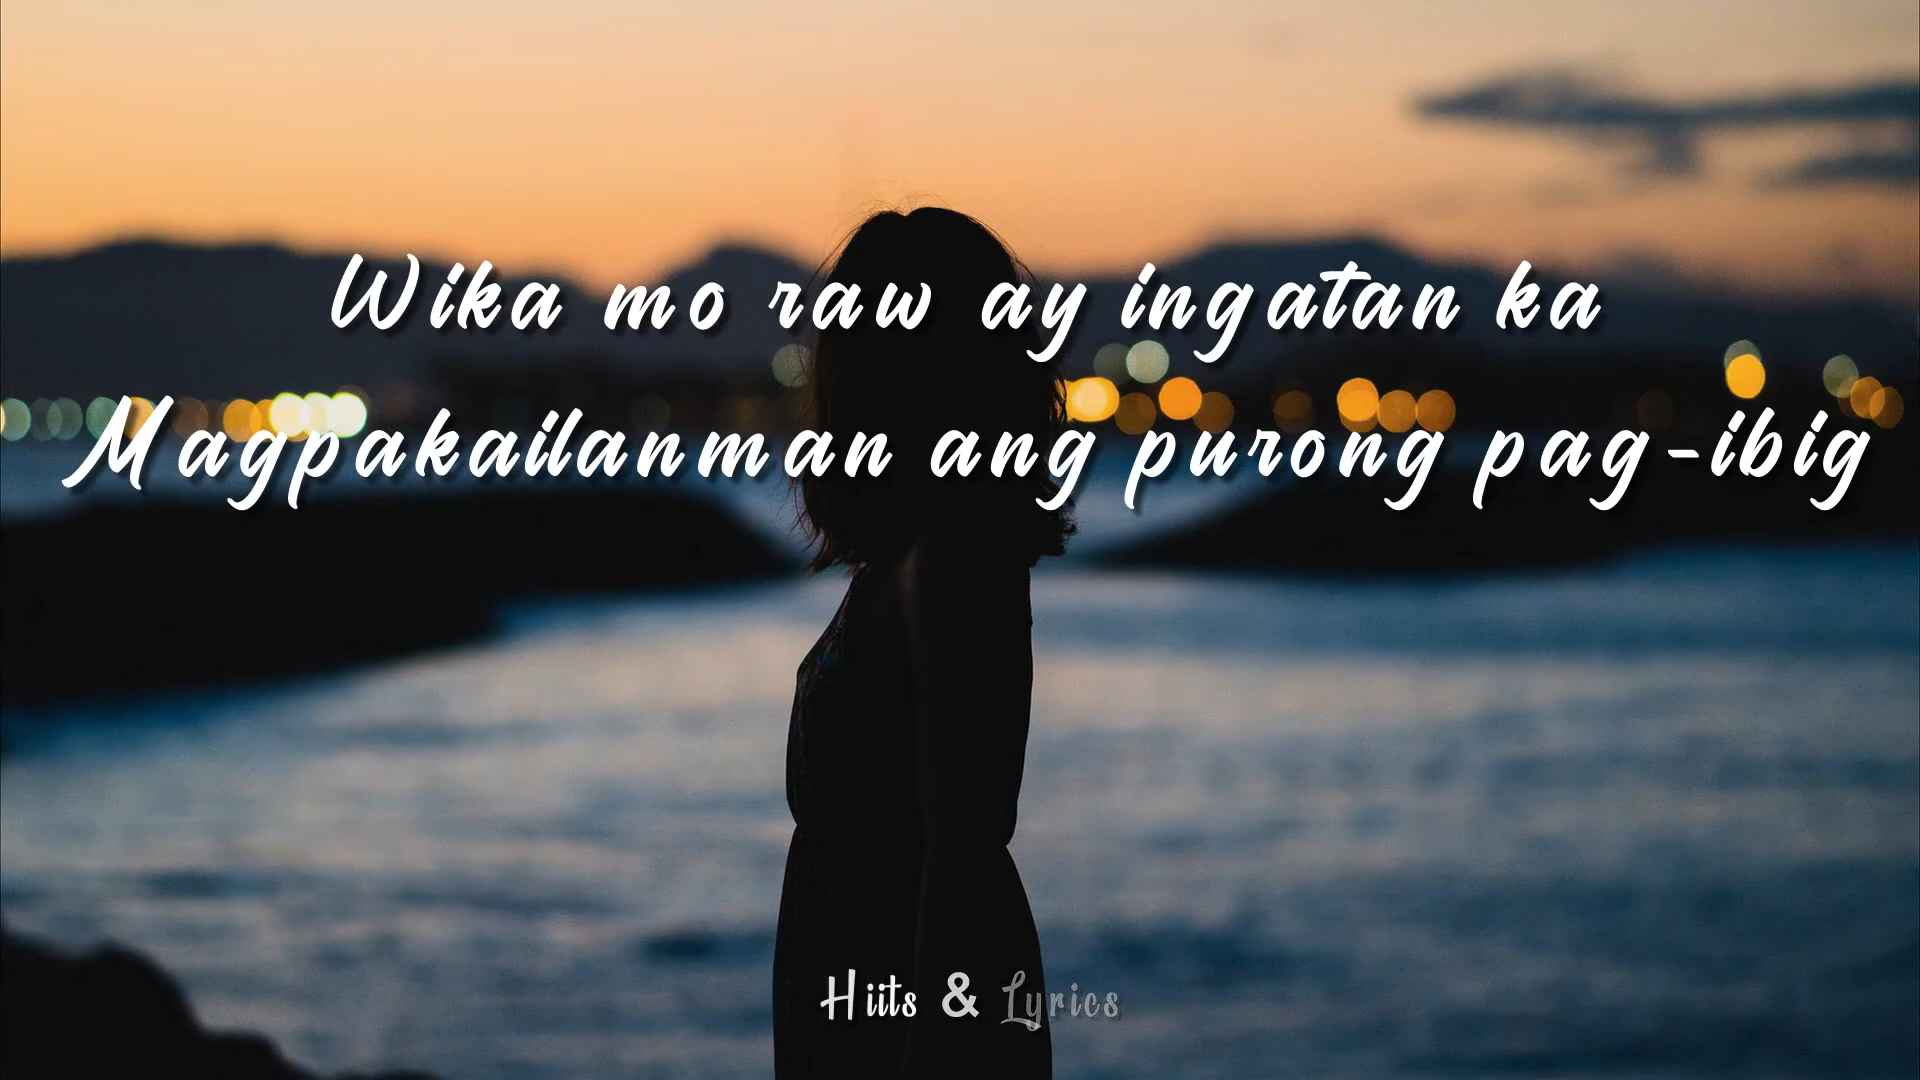 Wika mo raw ay ingatan ka
Magpakailanman ang purong pag-ibig
Hiits & Lyrics